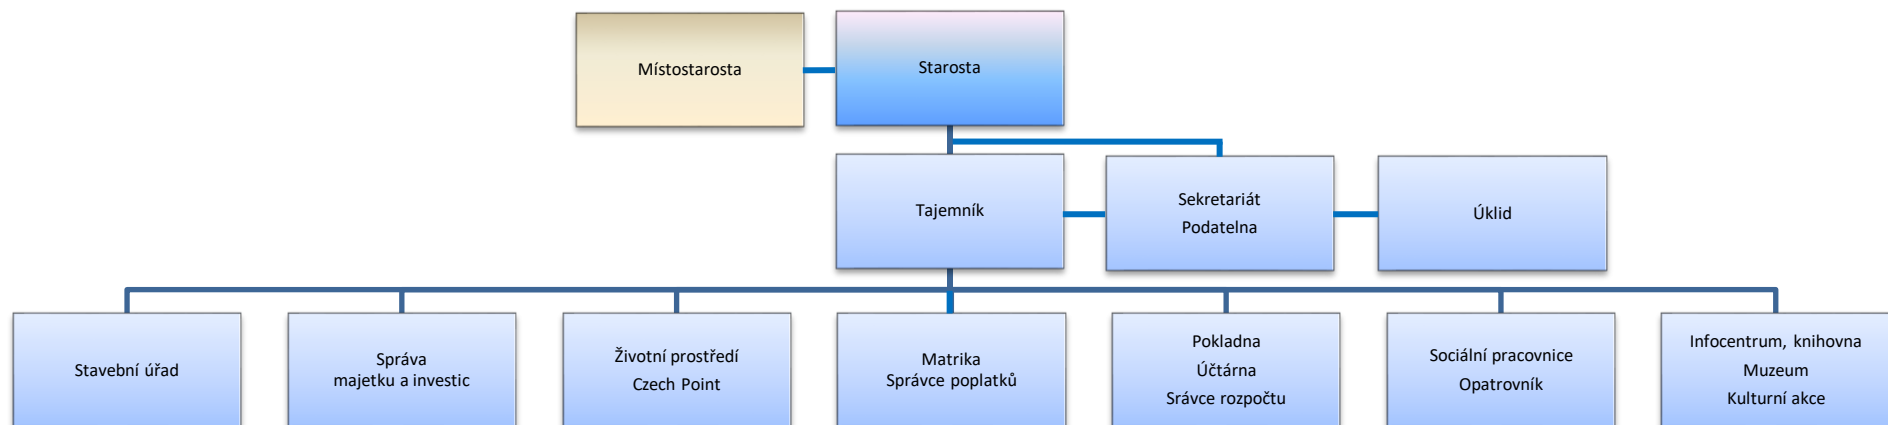 Místostarosta
Starosta
Tajemník
Sekretariát
Podatelna
Úklid
Stavební úřad
Správa
majetku a investic
Životní prostředí
Czech Point
Matrika
Správce poplatků
Pokladna
Účtárna
Srávce rozpočtu
Sociální pracovnice
Opatrovník
Infocentrum, knihovna
Muzeum
Kulturní akce